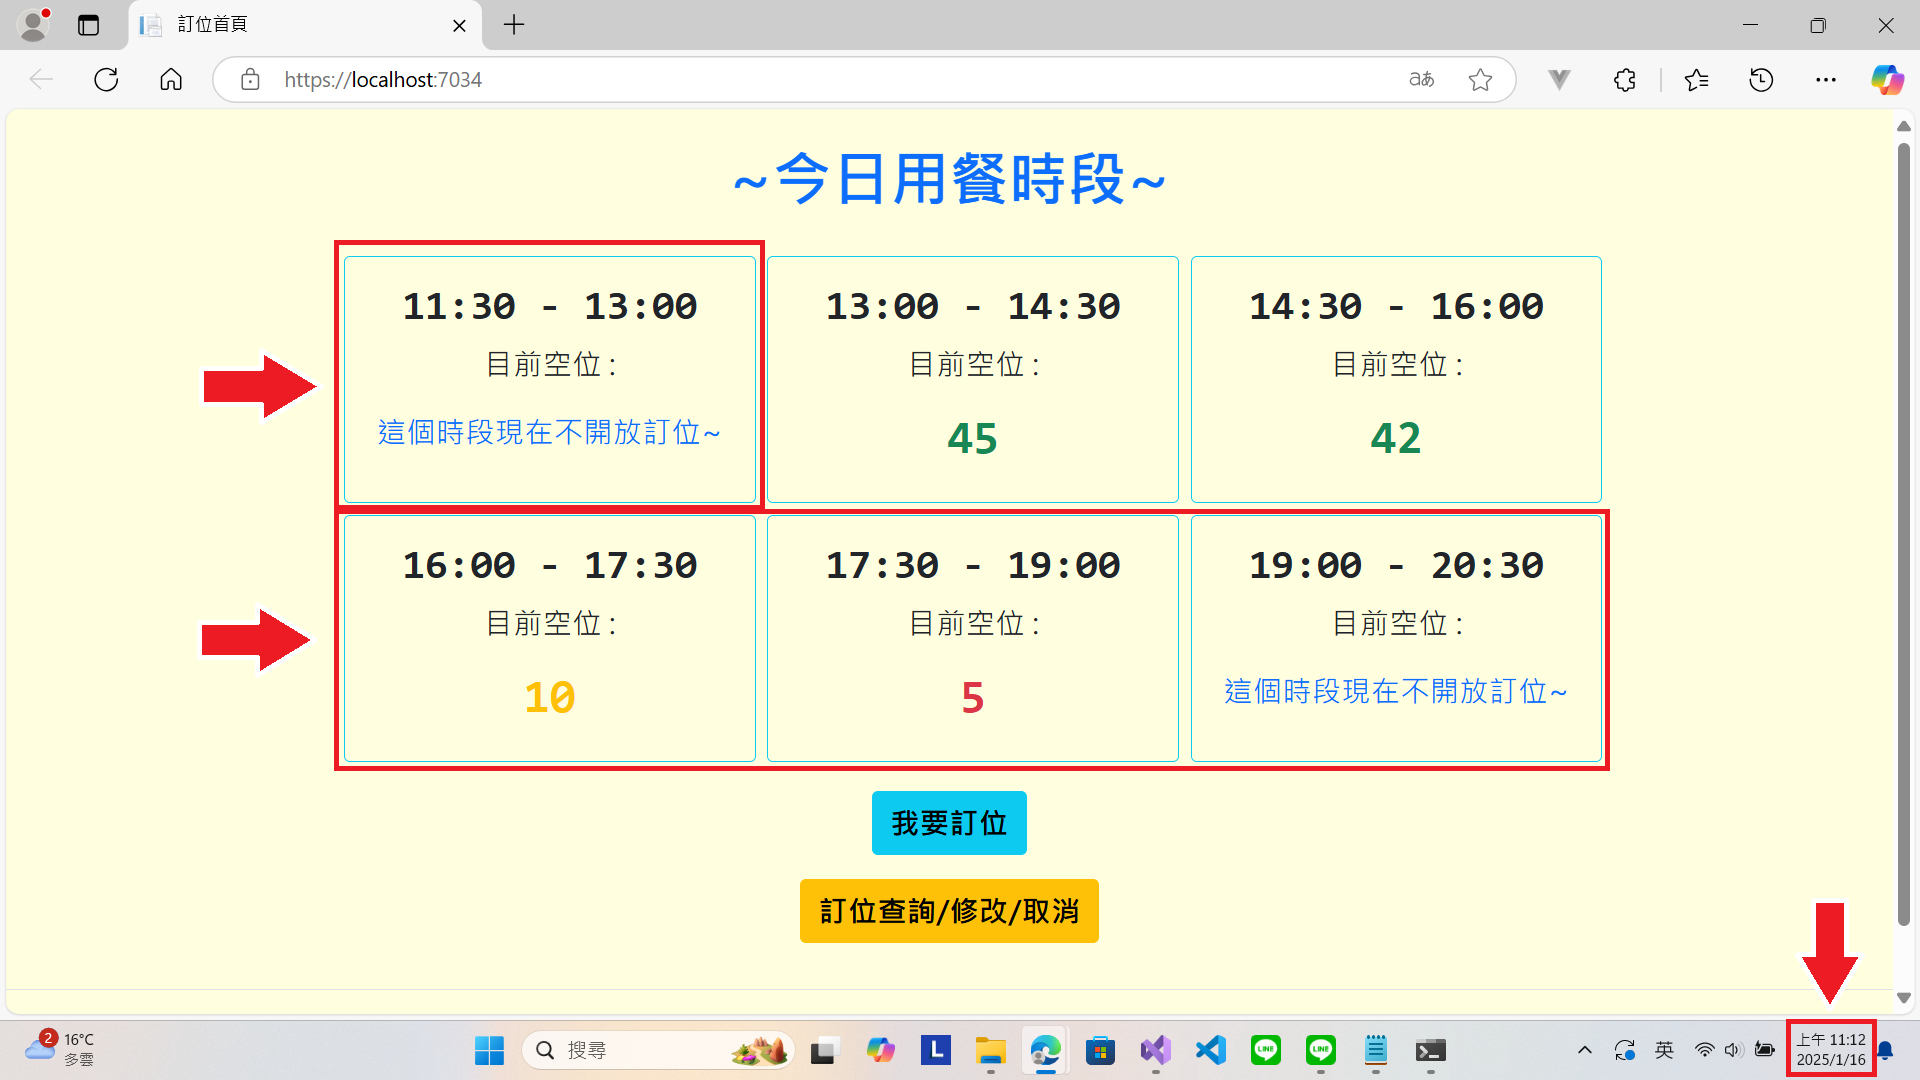 訂位首頁
https://localhost:7034
aあ
~今日用餐時段~
11:30 - 13:00
目前空位 :
這個時段現在不開放訂位~
13:00 - 14:30
目前空位 :
45
14:30 - 16:00
目前空位 :
42
16:00 - 17:30
目前空位 :
10
17:30 - 19:00
目前空位 :
5
19:00 - 20:30
目前空位 :
這個時段現在不開放訂位~
我要訂位
訂位查詢/修改/取消
2
16°C
多雲
搜尋
L
LINE
LINE
英
上午 11:12
2025/1/16